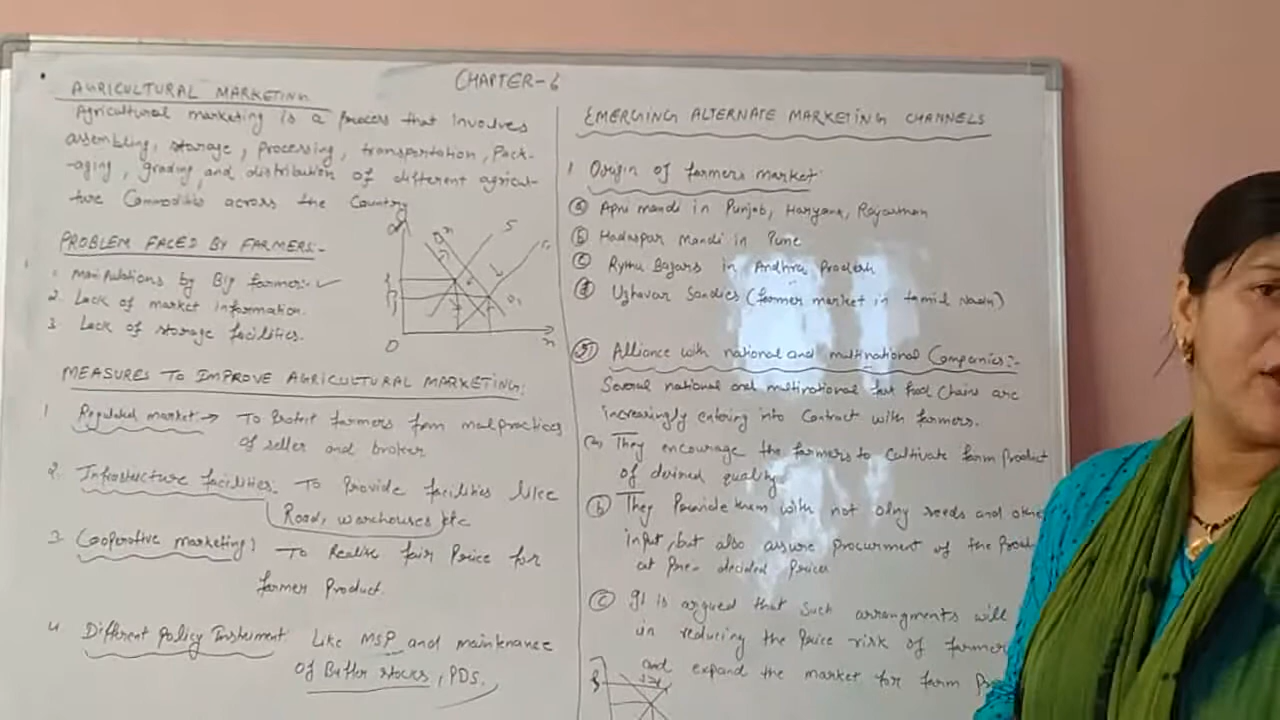 CHAPTER-6
AGRICULTURAL MARKETING
Agricultural marketing is a process that involves
assembling, storage, processing, transportation, Pack-
aging, grading and distribution of different agricul-
ture Commodities across the Country
PROBLEM FACED BY FARMERS:-
1. Manipulations by Big farmer:-
2. Lack of market information.
3. Lack of storage facilities.
S
S1
D1
O
x
MEASURES TO IMPROVE AGRICULTURAL MARKETING:
1 Regulated market → To Protect farmers from malpractices
of seller and broker
2. Infrastructure facilities:- To Provide facilities like
Road, warehouses etc
3. Cooperative marketing: - To Realise fair Price for
farmer Product.
4 Different Policy Instrument Like MSP and maintenance
of Buffer stocks, PDS.
EMERGING ALTERNATE MARKETING CHANNELS
1 Origin of farmers market
(a) Apni mandi in Punjab, Haryana, Rajasthan
(b) Hadaspar Mandi in Pune
(c) Rythu Bazars in Andhra Pradesh
(d) Uzhavar Sandies (farmer market in tamil Nadu)
Alliance with national and multinational Companies:-
Several national and multinational fast food Chains are
increasingly entering into Contract with farmers.
(a) They encourage the farmers to Cultivate farm Product
of desired quality
(b) They Provide them with not olny seeds and
input, but also assure procurment of the
at Pre-decided Prices
(c) It is argued that such arrangments will
in reducing the Price risk of farmer
and expand the market for farm